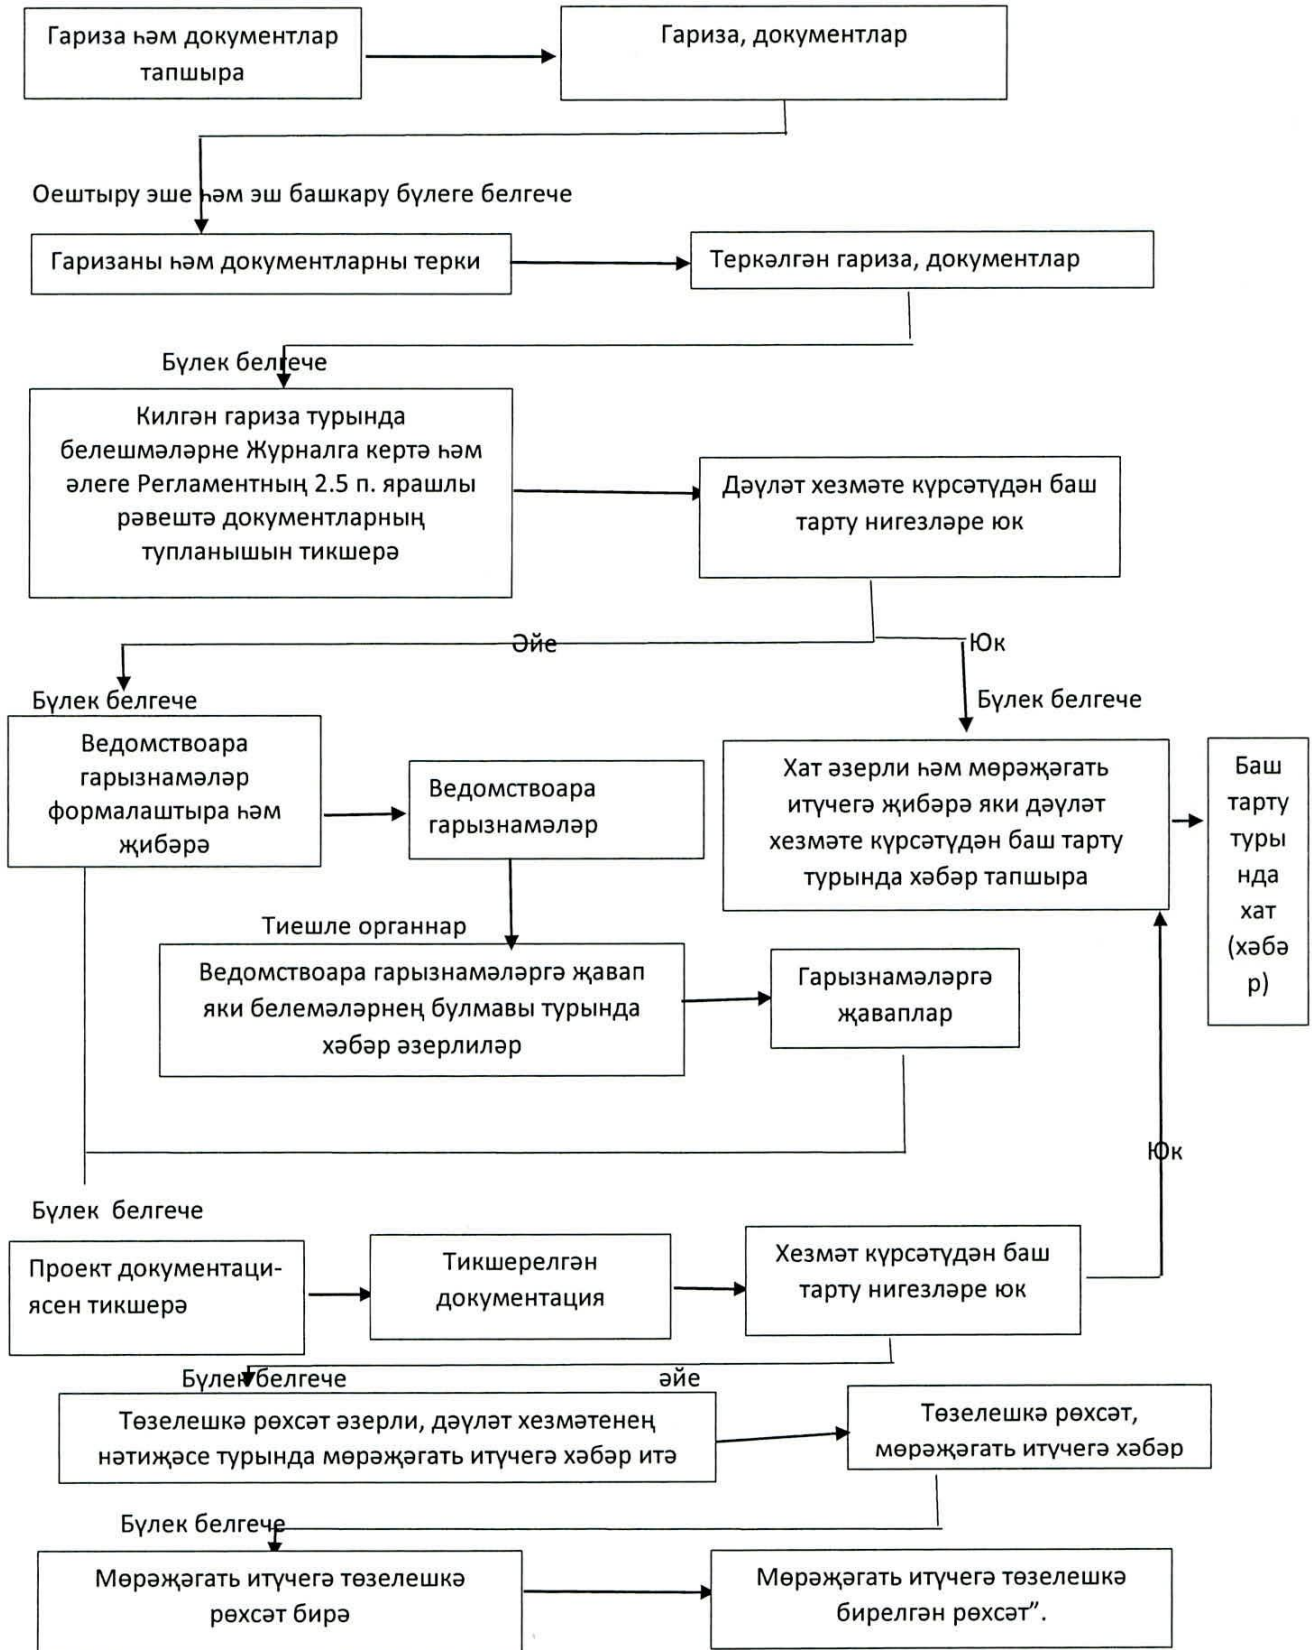 Гариза һәм документлар
тапшыра
Гариза, документлар
Оештыру эше һәм эш башкару бүлеге белгече
Гаризаны һәм документларны терки
Теркәлгән гариза, документлар
Бүлек белгече
Килгән гариза турында
белешмәләрне Журналга кертә һәм
әлеге Регламентның 2.5 п. ярашлы
рәвештә документларның
тупланышын тикшерә
Дәүләт хезмәте күрсәтүдән баш
тарту нигезләре юк
Әйе
Юк
Бүлек белгече
Бүлек белгече
Ведомствоара
гарызнамәләр
формалаштыра һәм
җибәрә
Ведомствоара
гарызнамәләр
Хат әзерли һәм мөрәҗәгать
итүчегә җибәрә яки дәүләт
хезмәте күрсәтүдән баш тарту
турында хәбәр тапшыра
Баш
тарту
туры
нда
хат
(хәбә
р)
Тиешле органнар
Ведомствоара гарызнамәләргә җавап
яки белемәләрнең булмавы турында
хәбәр әзерлиләр
Гарызнамәләргә
җаваплар
Юк
Бүлек белгече
Проект документаци-
ясен тикшерә
Тикшерелгән
документация
Хезмәт күрсәтүдән баш
тарту нигезләре юк
Бүлек белгече
әйе
Төзелешкә рөхсәт әзерли, дәүләт хезмәтенең
нәтиҗәсе турында мөрәҗәгать итүчегә хәбәр итә
Төзелешкә рөхсәт,
мөрәҗәгать итүчегә хәбәр
Бүлек белгече
Мөрәҗәгать итүчегә төзелешкә
рөхсәт бирә
Мөрәҗәгать итүчегә төзелешкә
бирелгән рөхсәт”.